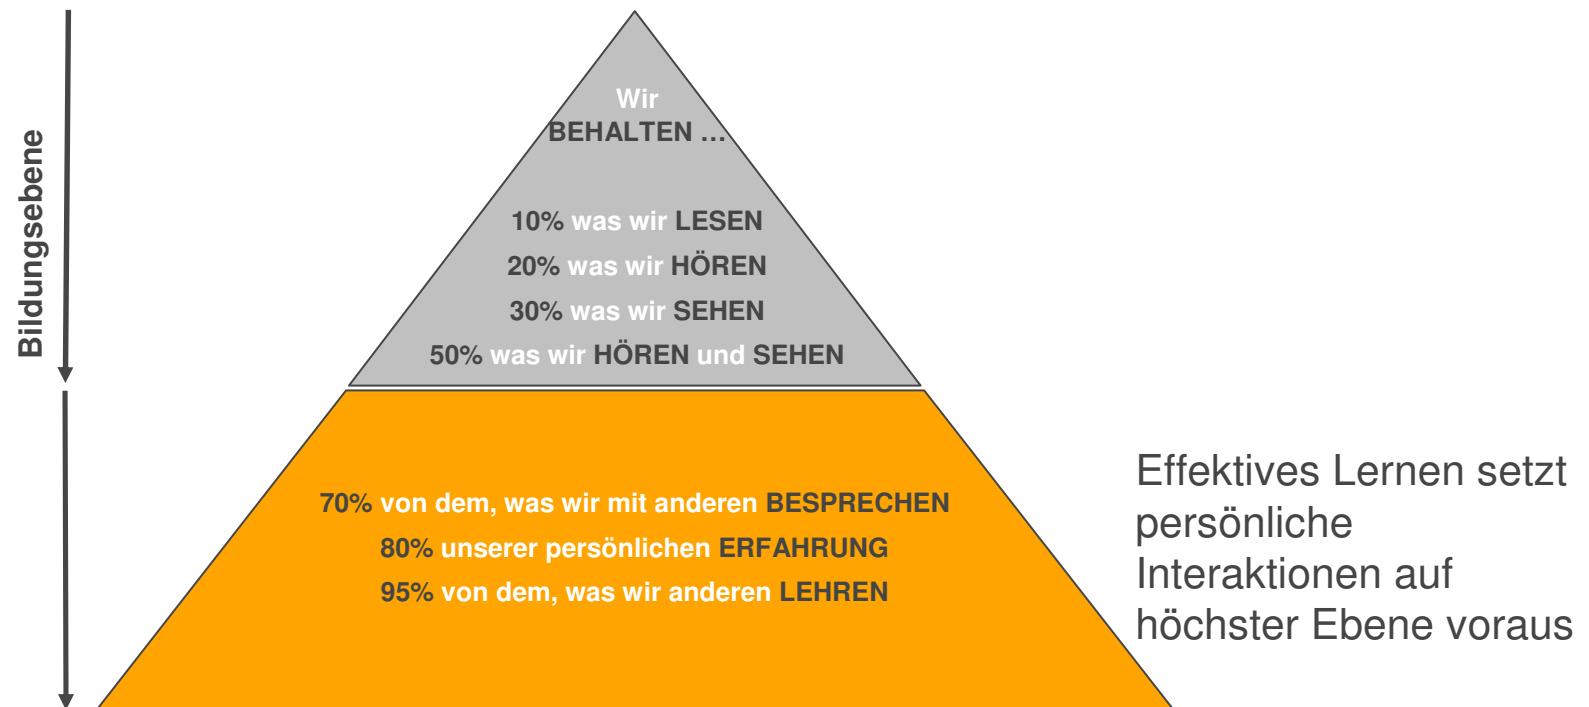 Bildungsebene
Wir
BEHALTEN …
10% was wir LESEN
20% was wir HÖREN
30% was wir SEHEN
50% was wir HÖREN und SEHEN
70% von dem, was wir mit anderen BESPRECHEN
80% unserer persönlichen ERFAHRUNG
95% von dem, was wir anderen LEHREN
Effektives Lernen setzt
persönliche
Interaktionen auf
höchster Ebene voraus